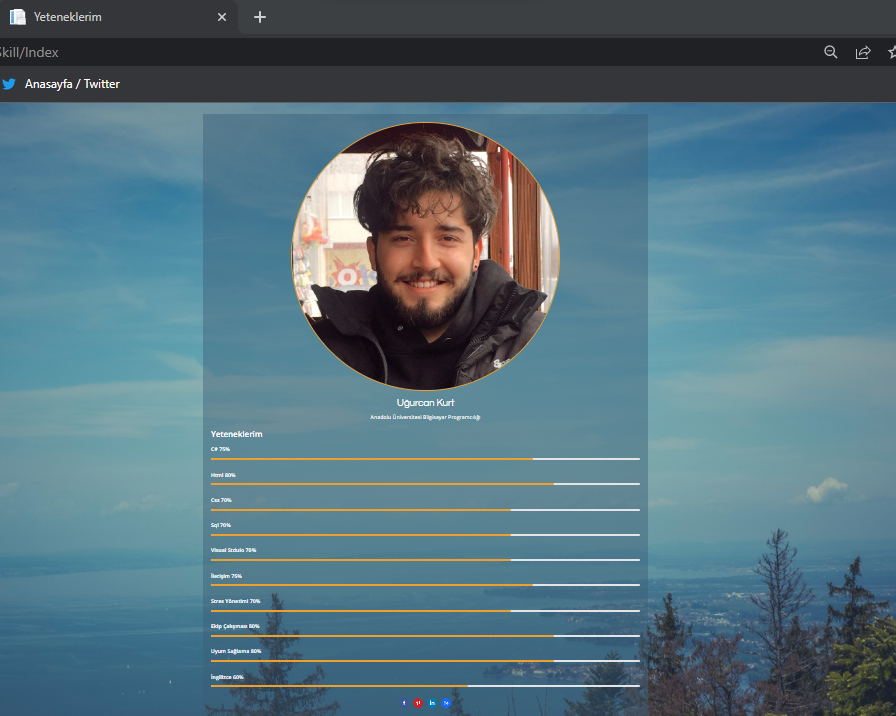 Yeteneklerim
Skill/Index
Anasayfa / Twitter
Uğurcan Kurt
Anadolu Üniversitesi Bilgisayar Programcılığı
Yeteneklerim
C# 75%
Html 80%
Css 70%
Sql 70%
Visual Stdulo 70%
İletişim 75%
Stres Yönetimi 70%
Ekip Çalışması 80%
Uyum Sağlama 80%
İngilizce 60%